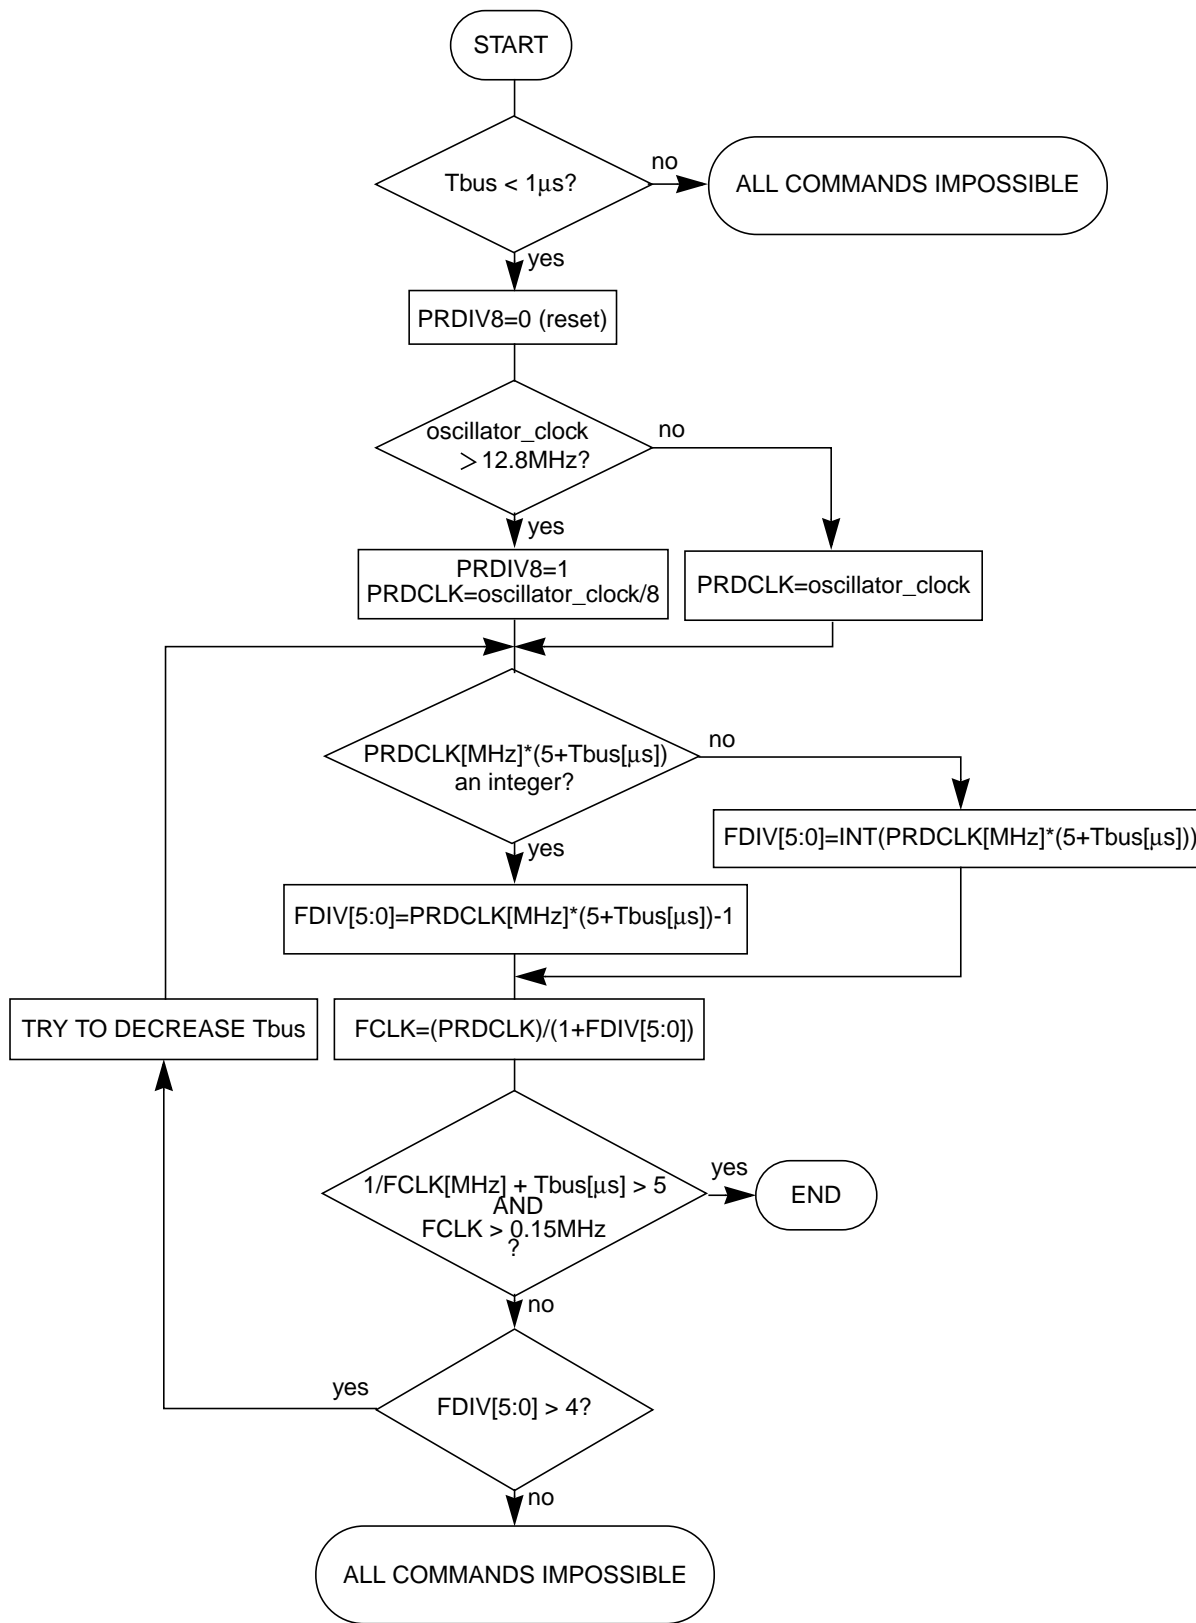 START
Tbus < 1μs?
no
ALL COMMANDS IMPOSSIBLE
yes
PRDIV8=0 (reset)
oscillator_clock
> 12.8MHz?
no
yes
PRDIV8=1
PRDCLK=oscillator_clock/8
PRDCLK=oscillator_clock
PRDCLK[MHz]*(5+Tbus[μs])
an integer?
no
yes
FDIV[5:0]=INT(PRDCLK[MHz]*(5+Tbus[μs]))
FDIV[5:0]=PRDCLK[MHz]*(5+Tbus[μs])-1
TRY TO DECREASE Tbus
FCLK=(PRDCLK)/(1+FDIV[5:0])
1/FCLK[MHz] + Tbus[μs] > 5
AND
FCLK > 0.15MHz
?
yes
END
no
FDIV[5:0] > 4?
yes
no
ALL COMMANDS IMPOSSIBLE